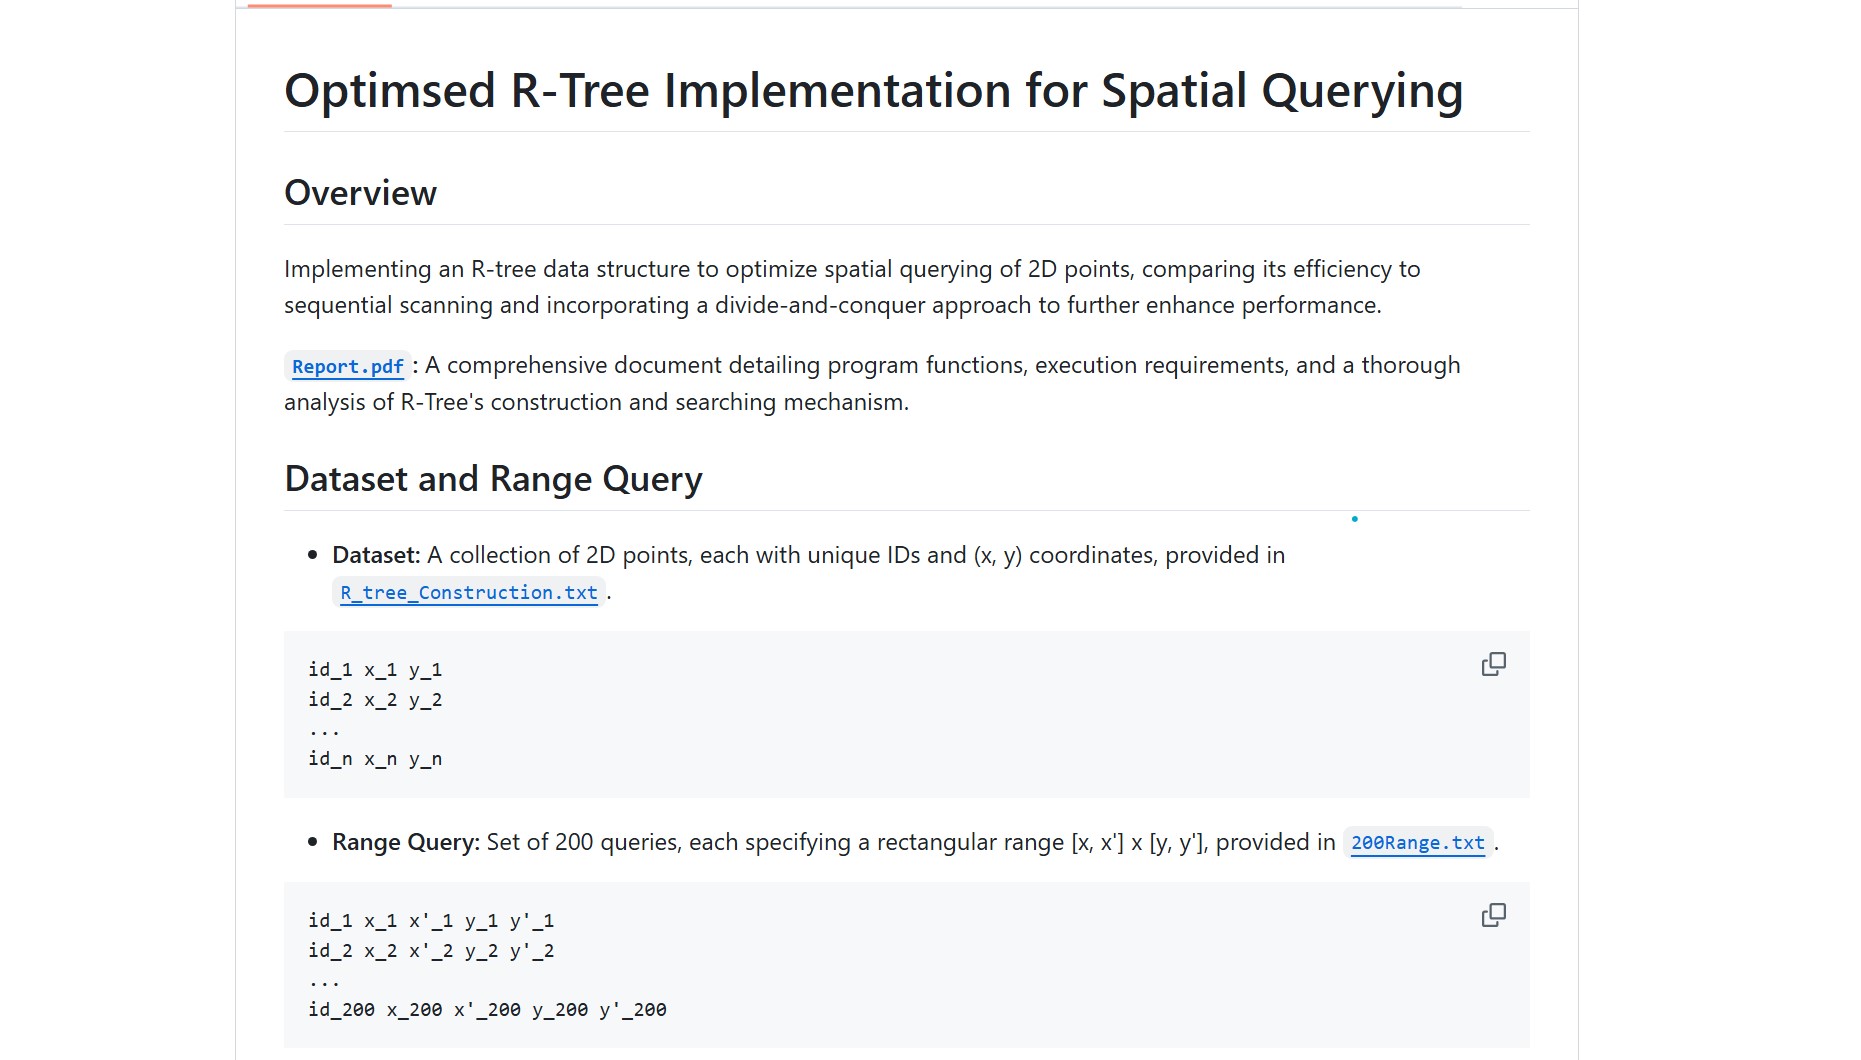 Optimsed R-Tree Implementation for Spatial Querying
Overview
Implementing an R-tree data structure to optimize spatial querying of 2D points, comparing its efficiency to
sequential scanning and incorporating a divide-and-conquer approach to further enhance performance.
Report.pdf: A comprehensive document detailing program functions, execution requirements, and a thorough
analysis of R-Tree's construction and searching mechanism.
Dataset and Range Query
• Dataset: A collection of 2D points, each with unique IDs and (x, y) coordinates, provided in
R_tree_Construction.txt.
id_1 x_1 y_1
id_2 x_2 y_2
...
id_n x_n y_n
• Range Query: Set of 200 queries, each specifying a rectangular range [x, x'] x [y, y'], provided in 200Range.txt.
id_1 x_1 x'_1 y_1 y'_1
id_2 x_2 x'_2 y_2 y'_2
...
id_200 x_200 x'_200 y_200 y'_200